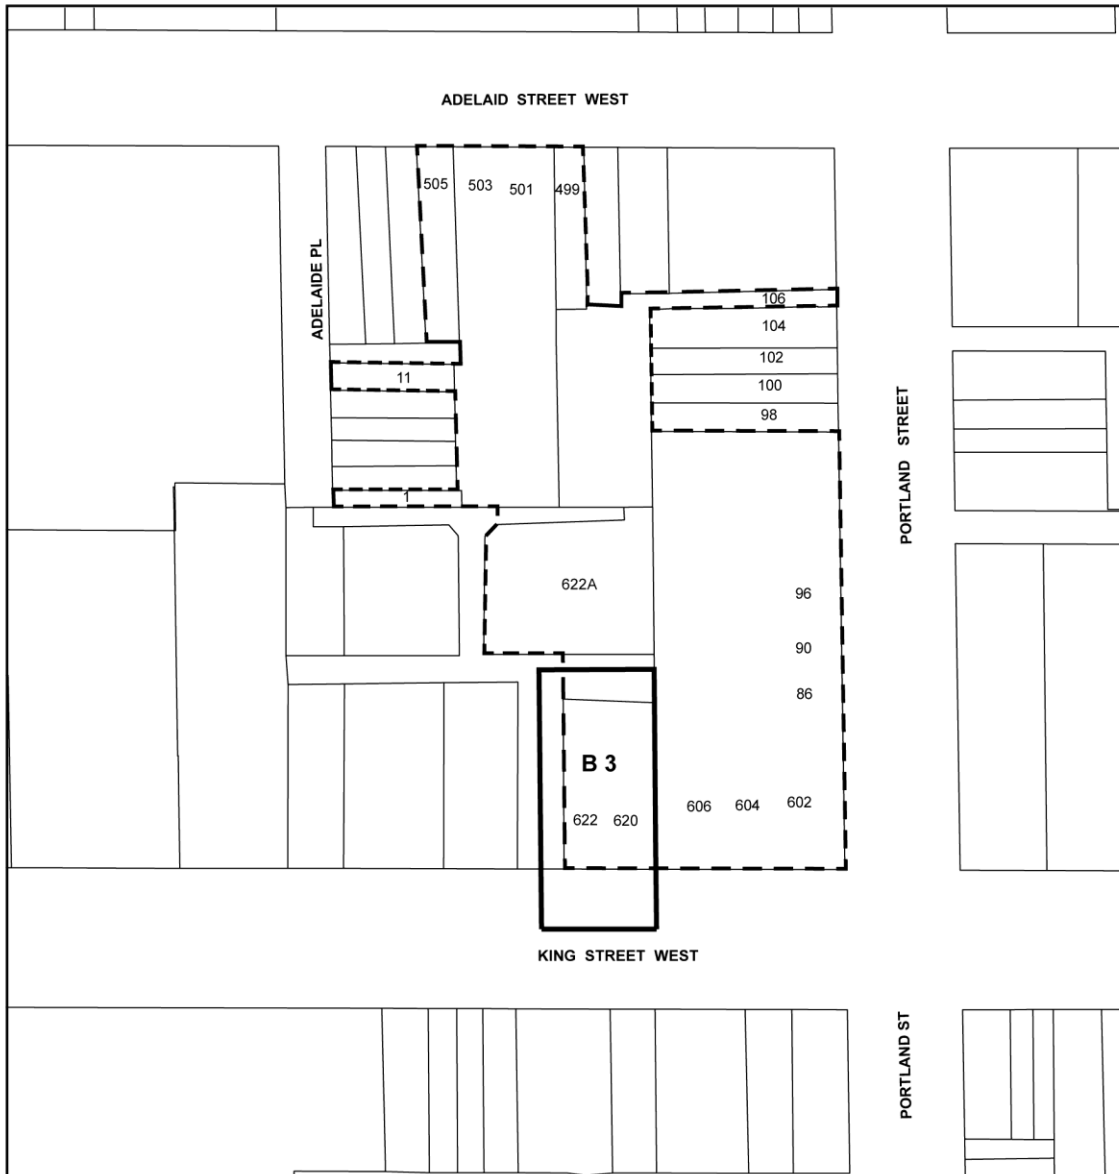 ADELAID STREET WEST
505
503
501
499
ADELAIDE PL
106
104
102
100
98
11
1
PORTLAND STREET
622A
96
90
86
B 3
622
620
606
604
602
KING STREET WEST
PORTLAND ST